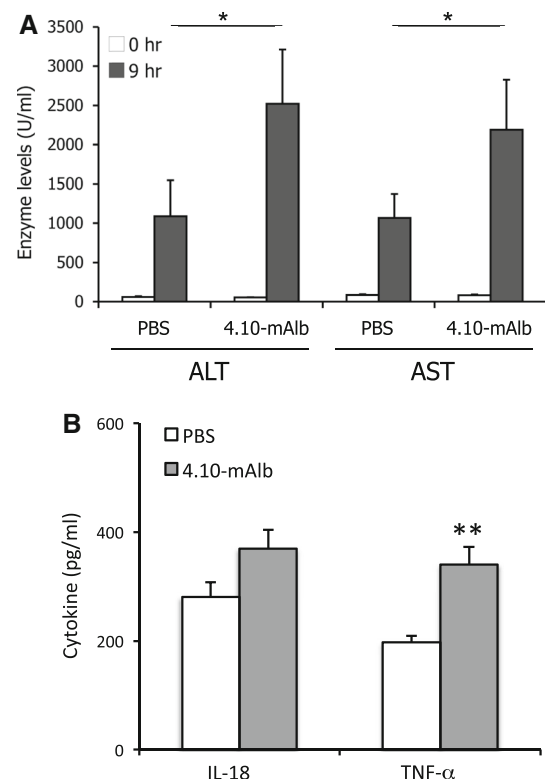 A
* *
3500
0 hr
3000
9 hr
2500
2000
1500
1000
500
0
Enzyme levels (U/ml)
PBS 4.10-mAlb PBS 4.10-mAlb
ALT AST
B
600
PBS
4.10-mAlb
400
**
200
0
Cytokine (pg/ml)
IL-18 TNF-α